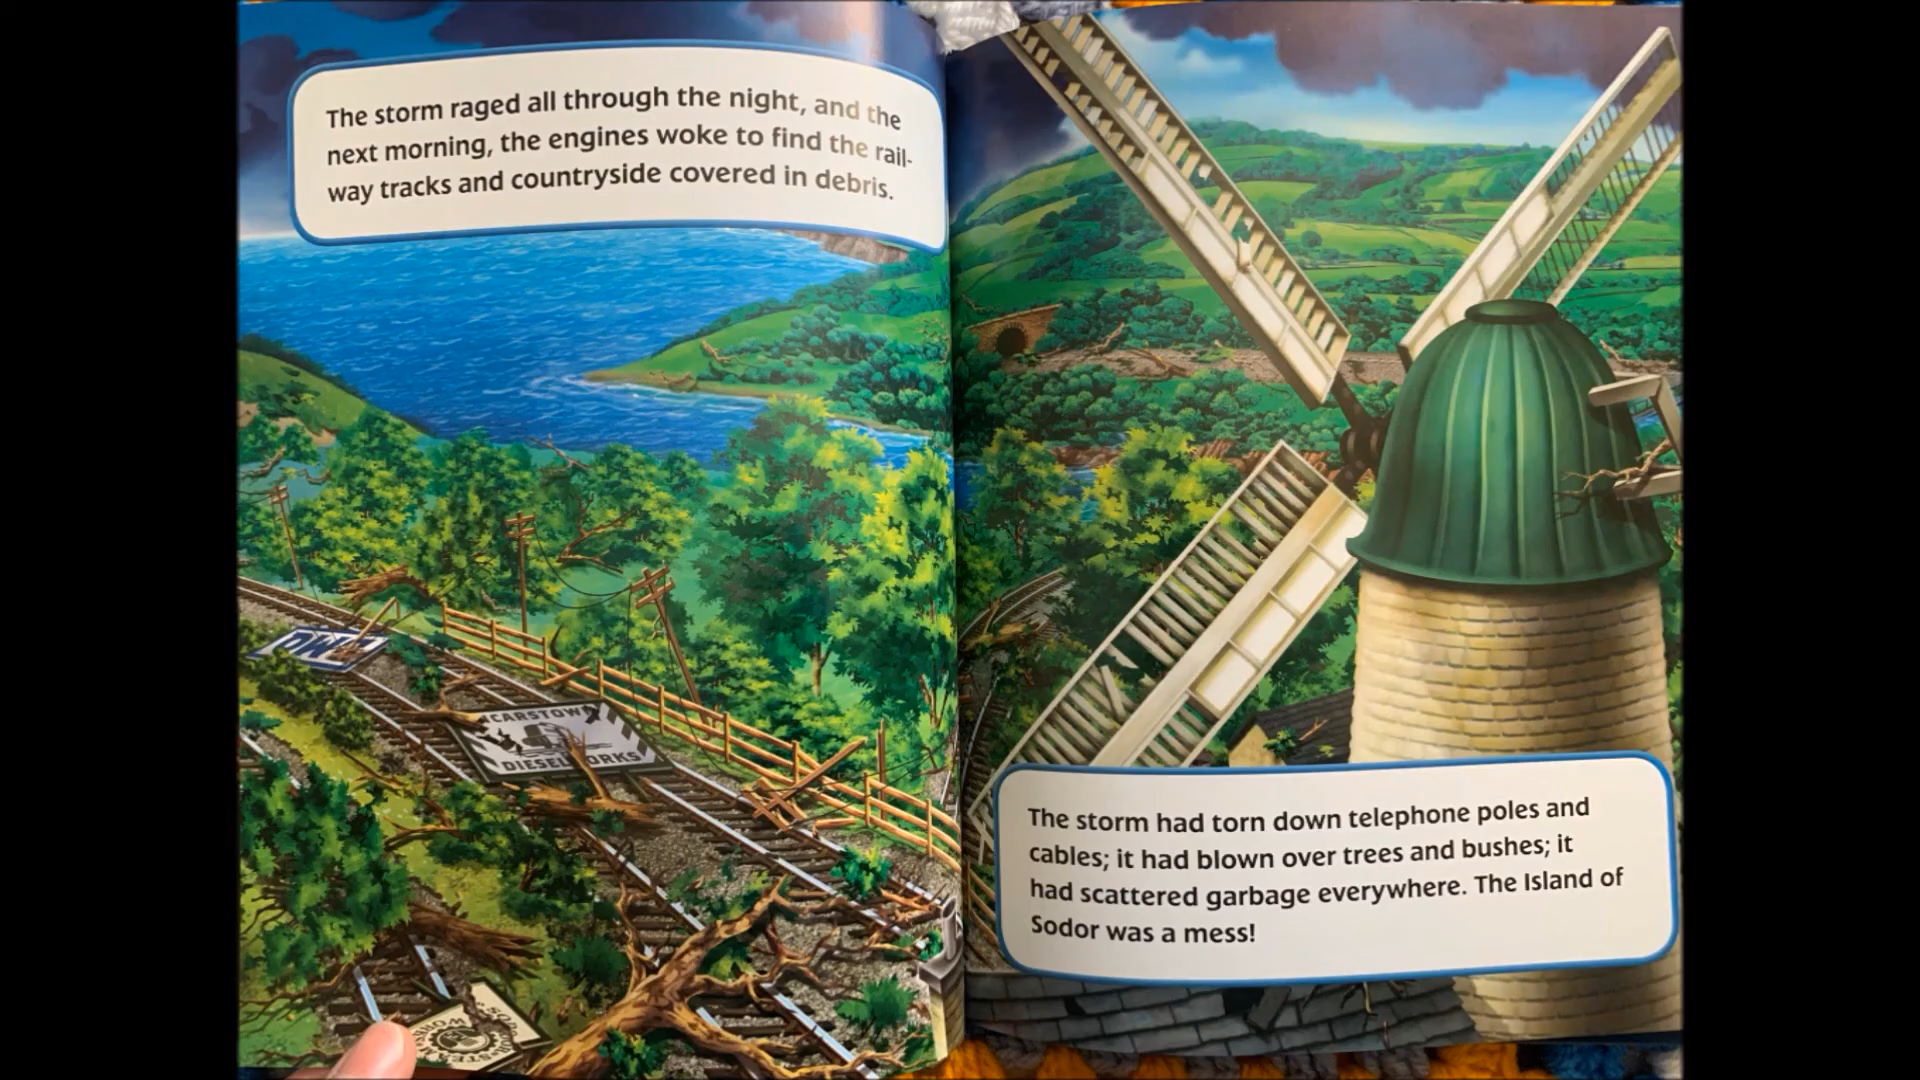 The storm raged all through the night, and the
next morning, the engines woke to find the rail-
way tracks and countryside covered in debris.
CARSTOW
DIESEL ORKS
The storm had torn down telephone poles and
cables; it had blown over trees and bushes; it
had scattered garbage everywhere. The Island of
Sodor was a mess!